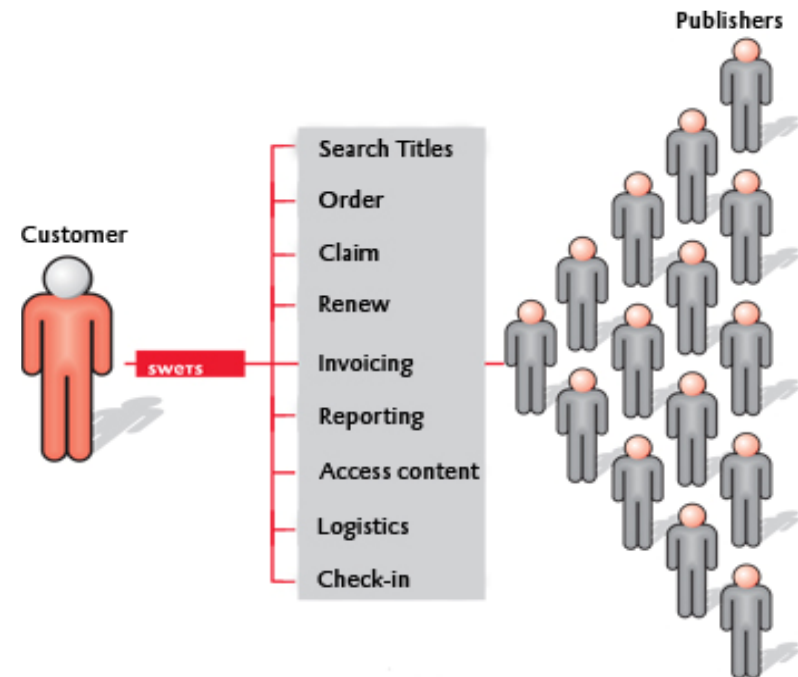 Publishers
Customer
swets
Search Titles
Order
Claim
Renew
Invoicing
Reporting
Access content
Logistics
Check-in